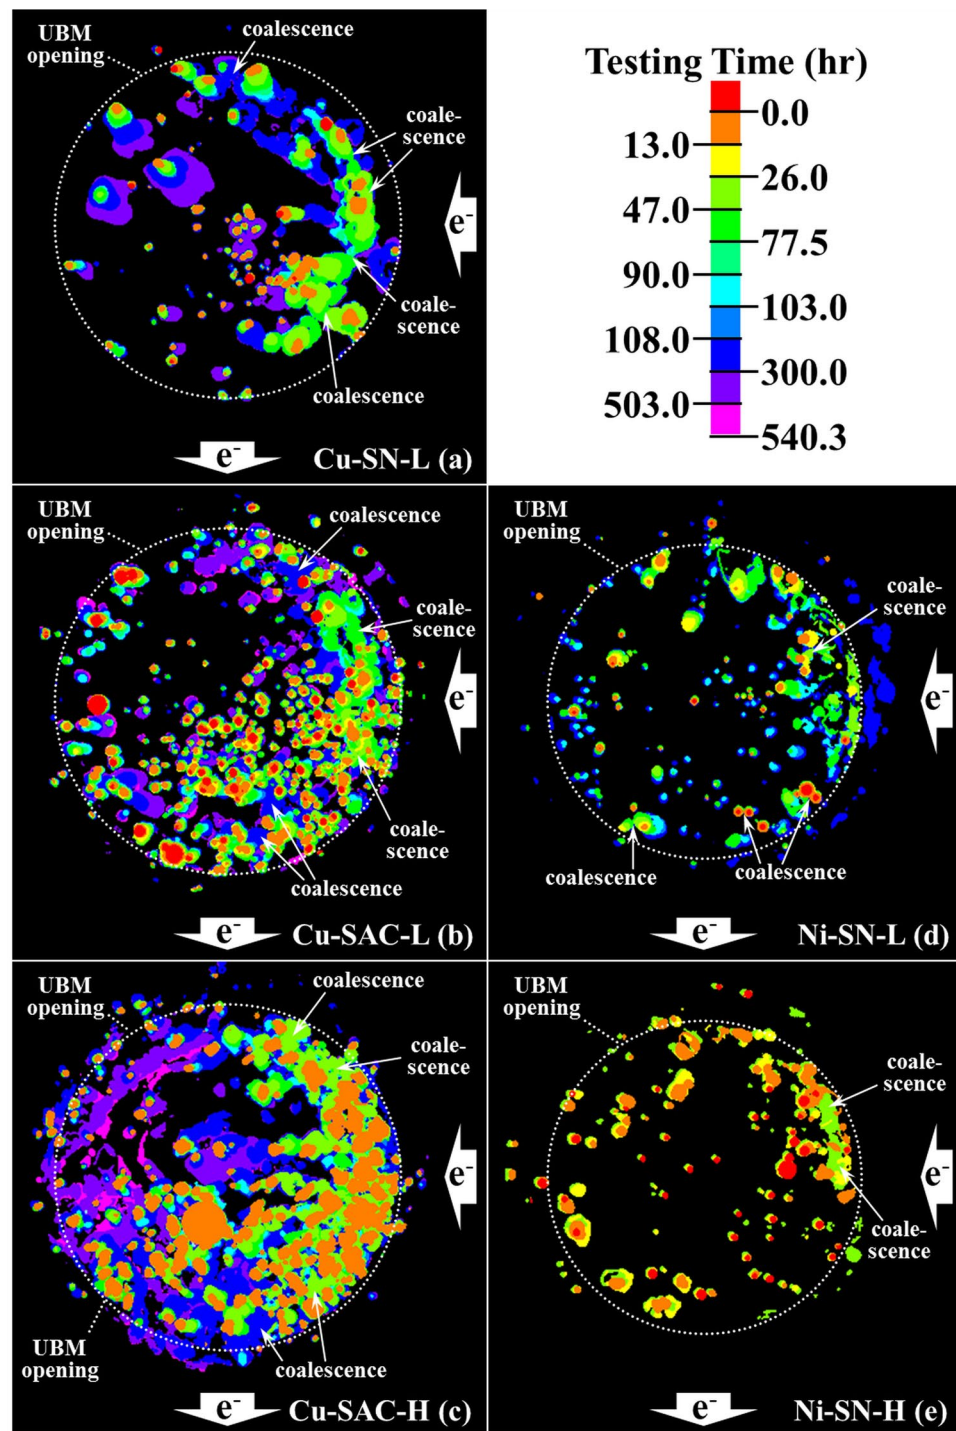 UBM
opening
coalescence
coale-
scence
e-
coale-
scence
coalescence
e-
Cu-SN-L (a)
Testing Time (hr)
0.0
13.0
26.0
47.0
77.5
90.0
103.0
108.0
300.0
503.0
540.3
UBM
opening
coalescence
coale-
scence
e-
coale-
scence
coalescence
e-
Cu-SAC-L (b)
UBM
opening
coale-
scence
e-
coalescence
coalescence
e-
Ni-SN-L (d)
UBM
opening
coalescence
coale-
scence
e-
UBM
opening
coalescence
e-
Cu-SAC-H (c)
UBM
opening
coale-
scence
e-
coale-
scence
e-
Ni-SN-H (e)